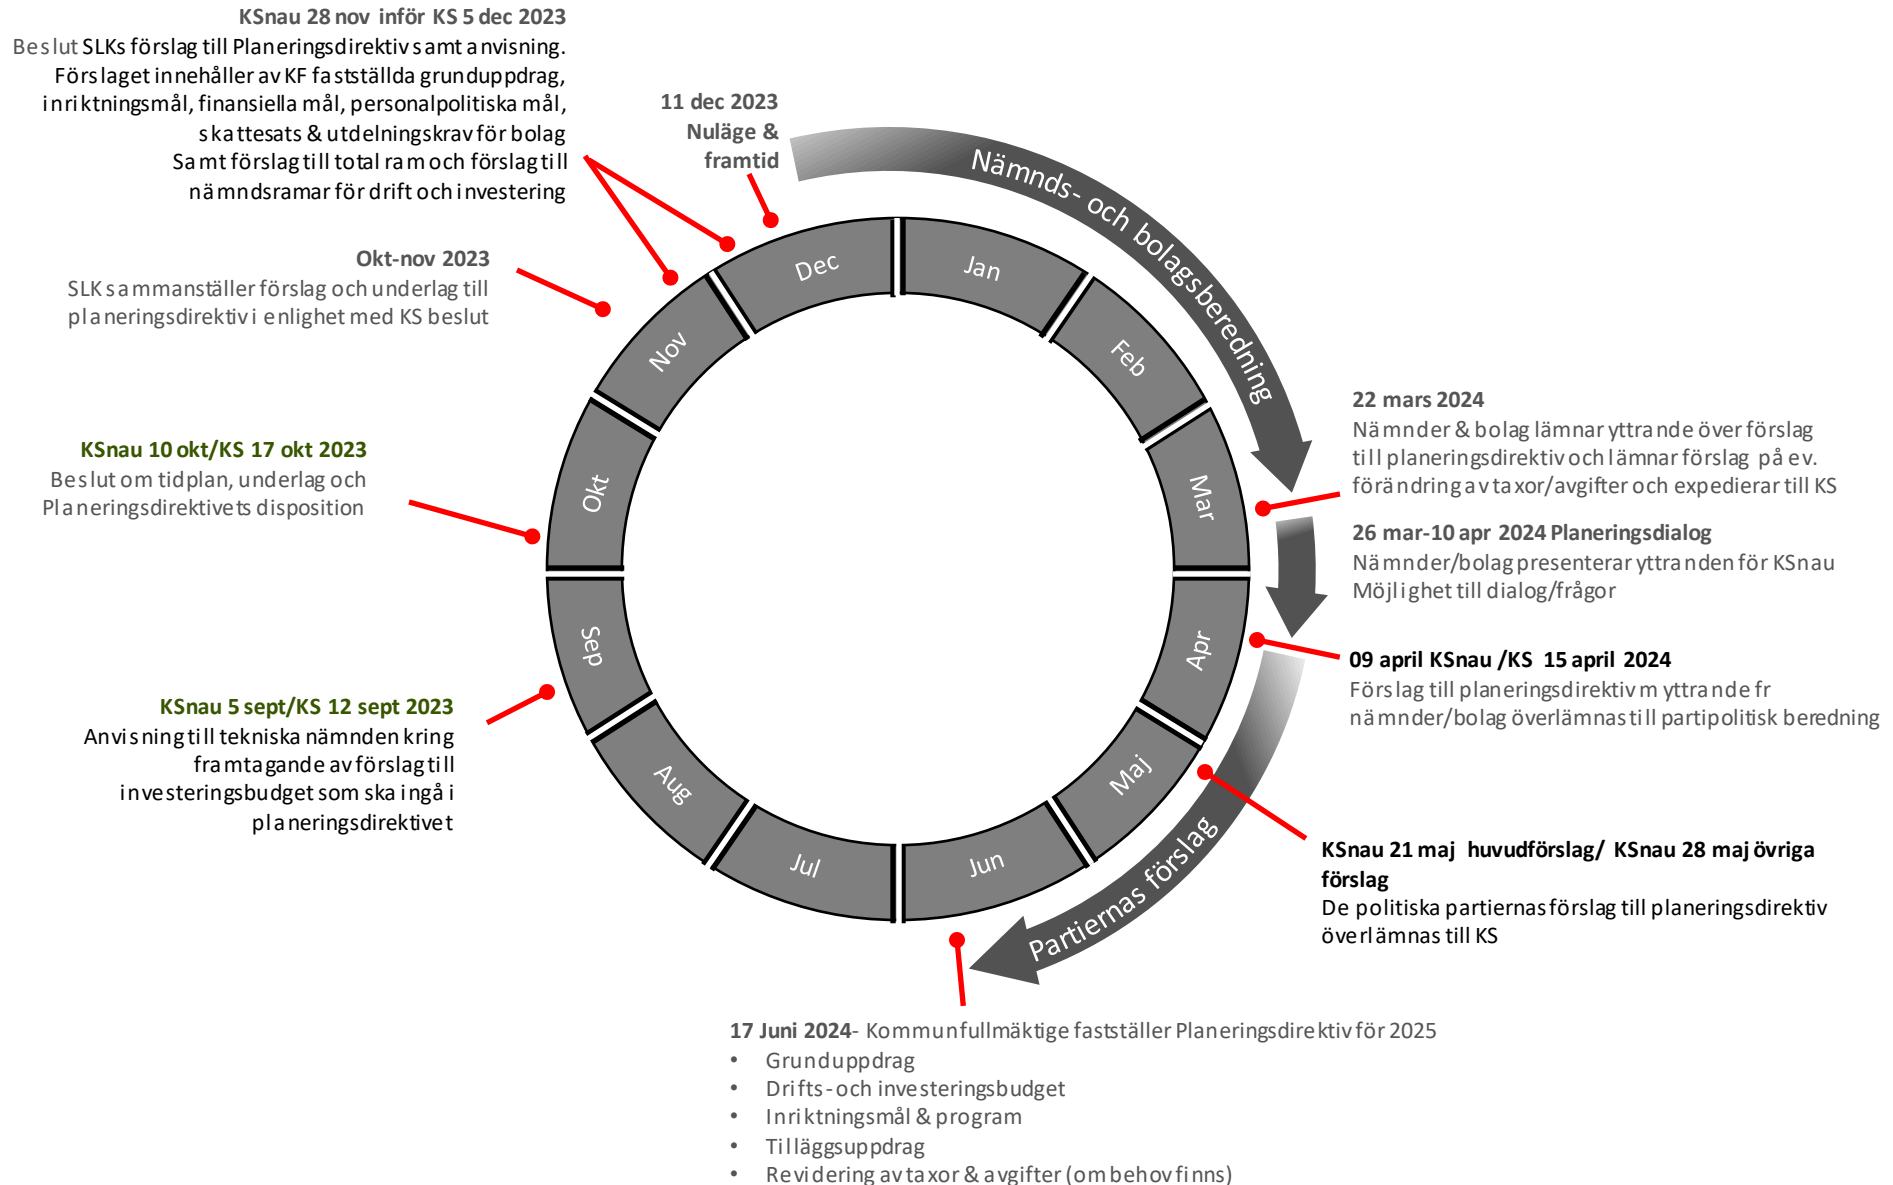 KSnau 28 nov inför KS 5 dec 2023
Beslut SLKs förslag till Planeringsdirektiv samt anvisning.
Förslaget innehåller av KF fastställda grunduppdrag,
inriktningsmål, finansiella mål, personalpolitiska mål,
skattesats & utdelningskrav för bolag
Samt förslag till total ram och förslag till
nämndsramar för drift och investering
11 dec 2023
Nuläge &
framtid
Okt-nov 2023
SLK sammanställer förslag och underlag till
planeringsdirektiv i enlighet med KS beslut
KSnau 10 okt/KS 17 okt 2023
Beslut om tidplan, underlag och
Planeringsdirektivets disposition
KSnau 5 sept/KS 12 sept 2023
Anvisning till tekniska nämnden kring
framtagande av förslag till
investeringsbudget som ska ingå i
planeringsdirektivet
Jan
Feb
Mar
Apr
Maj
Jun
Jul
Aug
Sep
Okt
Nov
Dec
Nämnds- och bolagsberedning
Partiernas förslag
22 mars 2024
Nämnder & bolag lämnar yttrande över förslag
till planeringsdirektiv och lämnar förslag på ev.
förändring av taxor/avgifter och expedierar till KS
26 mar-10 apr 2024 Planeringsdialog
Nämnder/bolag presenterar yttranden för KSnau
Möjlighet till dialog/frågor
09 april KSnau /KS 15 april 2024
Förslag till planeringsdirektiv m yttrande fr
nämnder/bolag överlämnas till partipolitisk beredning
KSnau 21 maj huvudförslag/ KSnau 28 maj övriga
förslag
De politiska partiernas förslag till planeringsdirektiv
överlämnas till KS
17 Juni 2024- Kommunfullmäktige fastställer Planeringsdirektiv för 2025
• Grunduppdrag
• Drifts- och investeringsbudget
• Inriktningsmål & program
• Tilläggsuppdrag
• Revidering av taxor & avgifter (om behov finns)